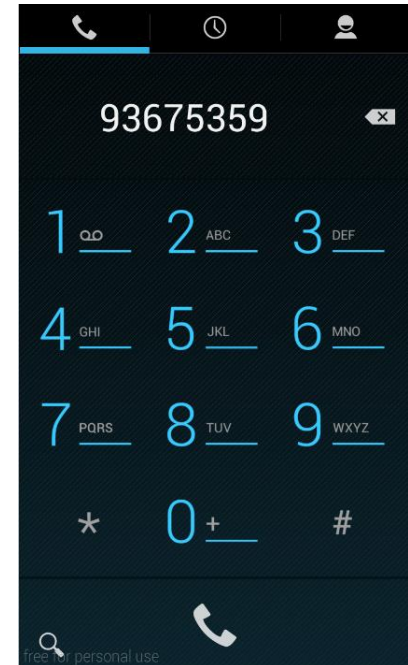 93675359
1 2 ABC 3 DEF
4 GHI 5 JKL 6 MNO
7 PQRS 8 TUV 9 WXYZ
* 0 + #
free for personal use